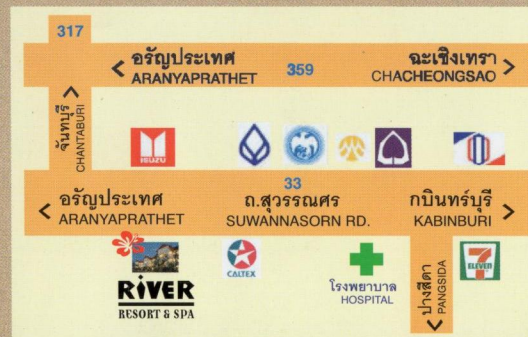 317
< อรัญประเทศ
ARANYAPRATHET
359
ฉะเชิงเทรา >
CHACHEONGSAO
จันทบุรี >
CHANTABURI
ISUZU
33
< อรัญประเทศ
ARANYAPRATHET
ถ.สุวรรณศร
SUWANNASORN RD.
กบินทร์บุรี >
KABINBURI
RiVER
RESORT & SPA
CALTEX
โรงพยาบาล
HOSPITAL
< ปางสีดา
PANGSIDA
7
ELEVEN